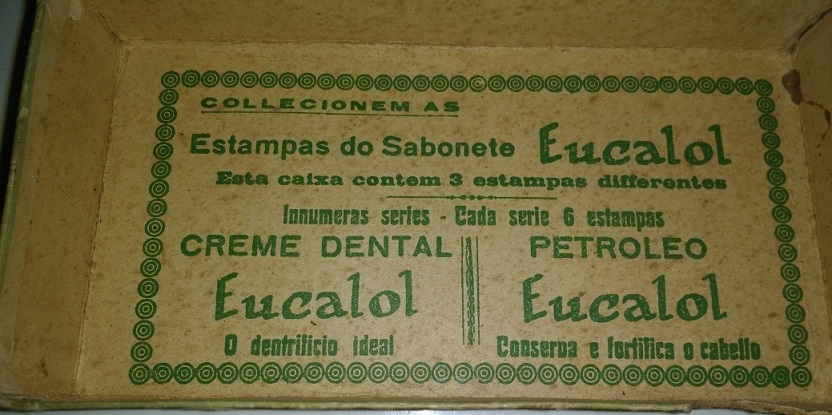 COLLECIONEM AS
Estampas do Sabonete Eucalol
Esta caixa contem 3 estampas differentes
Innumeras series - Cada serie 6 estampas
CREME DENTAL
Eucalol
O dentrificio ideal
PETROLEO
Eucalol
Conserva e fortifica o cabello